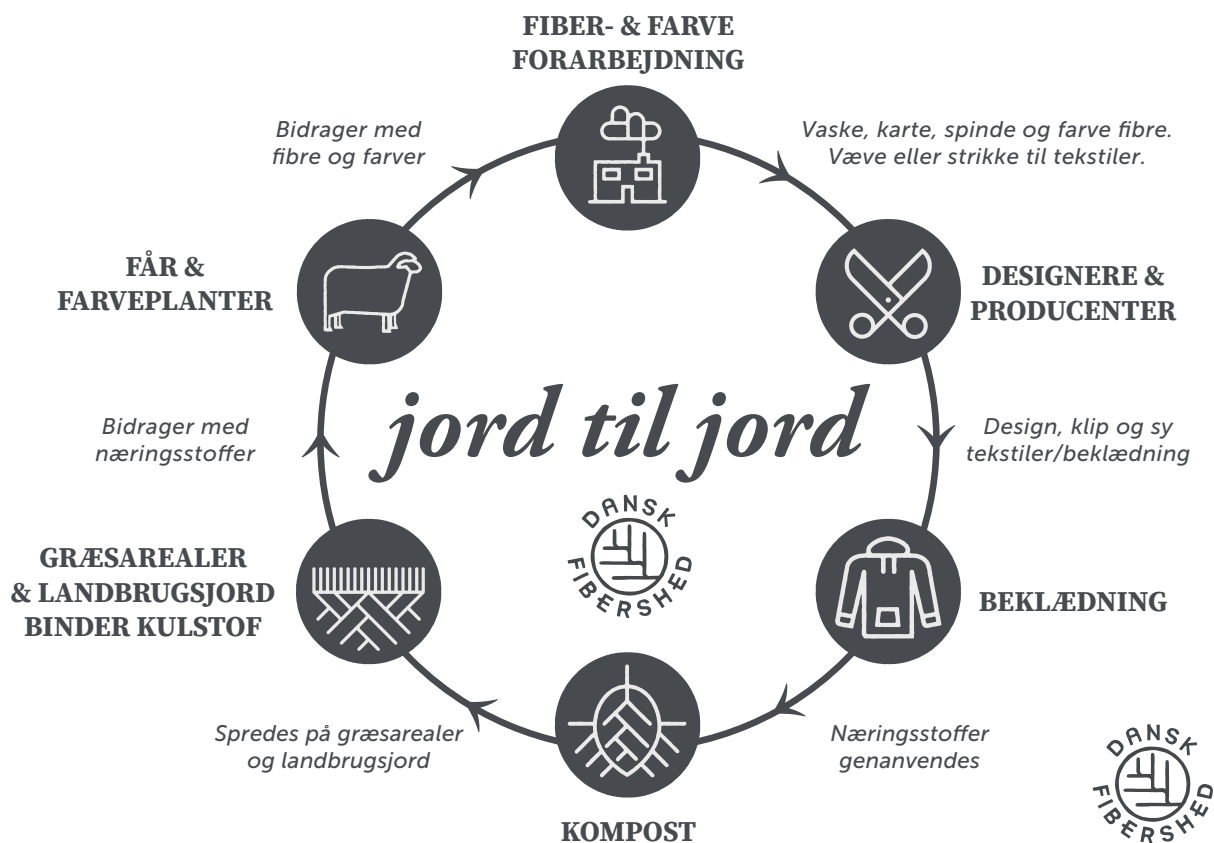 FIBER- & FARVE
FORARBEJDNING
Bidrager med
fibre og farver
Vaske, karte, spinde og farve fibre.
Væve eller strikke til tekstiler.
FÅR &
FARVEPLANTER
DESIGNERE &
PRODUCENTER
jord til jord
Bidrager med
næringsstoffer
Design, klip og sy
tekstiler/beklædning
DANSK
FIBERSHED
GRÆSAREALER
& LANDBRUGSJORD
BINDER KULSTOF
BEKLÆDNING
Spredes på græsarealer
og landbrugsjord
Næringsstoffer
genanvendes
KOMPOST
DANSK
FIBERSHED